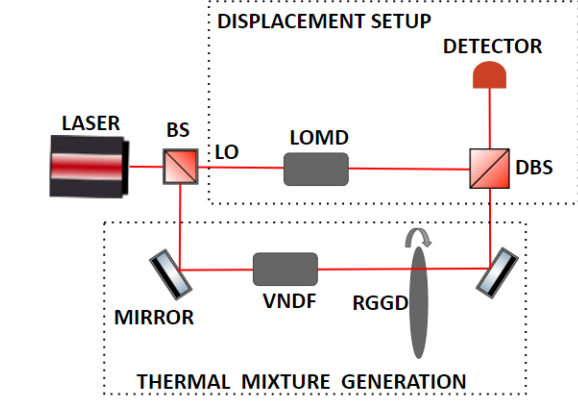 DISPLACEMENT SETUP
DETECTOR
LASER
BS
LOMD
LO
DBS
VNDF
RGGD
MIRROR
THERMAL MIXTURE GENERATION